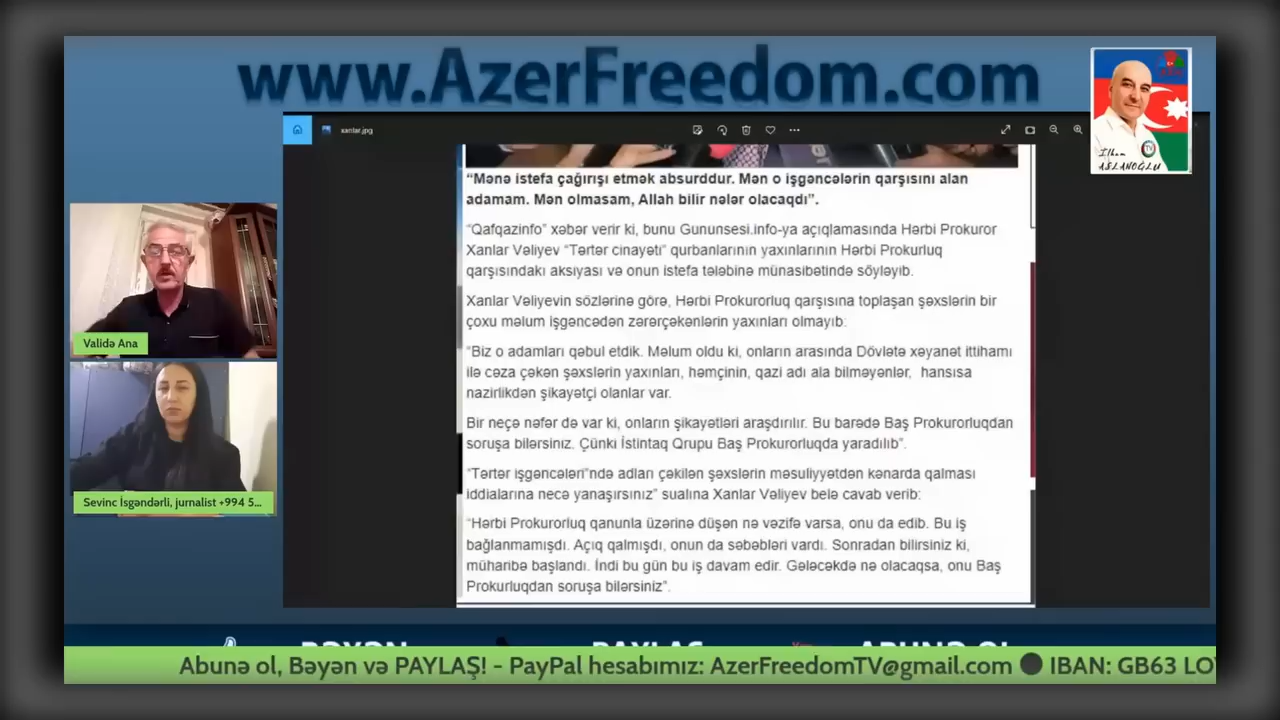 www.AzerFreedom.com
xanlar.jpg
İlham
ASLANOĞLU
“Mənə istefa çağırışı etmək absurddur. Mən o işgəncələrin qarşısını alan
adamam. Mən olmasam, Allah bilir nələr olacaqdı”.
“Qafqazinfo” xəbər verir ki, bunu Gununsesi.info-ya açıqlamasında Hərbi Prokuror
Xanlar Vəliyev “Tərtər cinayəti” qurbanlarının yaxınlarının Hərbi Prokurluq
qarşısındakı aksiyası və onun istefa tələbinə münasibətində söyləyib.
Xanlar Vəliyevin sözlərinə görə, Hərbi Prokurorluq qarşısına toplaşan şəxslərin bir
çoxu məlum işgəncədən zərərçəkənlərin yaxınları olmayıb:
“Biz o adamları qəbul etdik. Məlum oldu ki, onların arasında Dövlətə xəyanət ittihamı
ilə cəza çəkən şəxslərin yaxınları, həmçinin, qazi adı ala bilməyənlər, hansısa
nazirlikdən şikayətçi olanlar var.
Bir neçə nəfər də var ki, onların şikayətləri araşdırılır. Bu barədə Baş Prokurorluqdan
soruşa bilərsiniz. Çünki İstintaq Qrupu Baş Prokurorluqda yaradılıb”.
“Tərtər işgəncələri”ndə adları çəkilən şəxslərin məsuliyyətdən kənarda qalması
iddialarına necə yanaşırsınız” sualına Xanlar Vəliyev belə cavab verib:
“Hərbi Prokurorluq qanunla üzərinə düşən nə vəzifə varsa, onu da edib. Bu iş
bağlanmamışdı. Açıq qalmışdı, onun da səbəbləri vardı. Sonradan bilirsiniz ki,
müharibə başlandı. İndi bu gün bu iş davam edir. Gələcəkdə nə olacaqsa, onu Baş
Prokurluqdan soruşa bilərsiniz”.
Validə Ana
Sevinc İsgəndərli, jurnalist +994 5...
BƏYƏN PAYLAŞ ABUNƏ OL
Abunə ol, Bəyən və PAYLAŞ! - PayPal hesabımız: AzerFreedomTV@gmail.com ● IBAN: GB63 LO